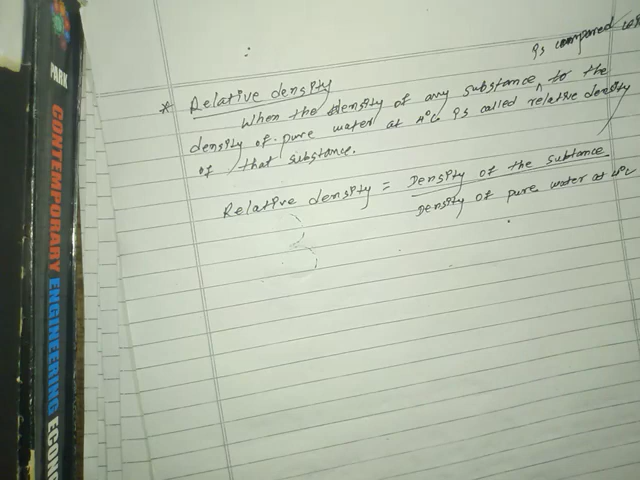 PARK
CONTEMPORARY ENGINEERING ECON
is compared with
* Relative density
When the density of any substance ^ to the
density of pure water at 4°C is called relative density
of that substance.
Relative density = Density of the subtance
Density of pure water at 4°C